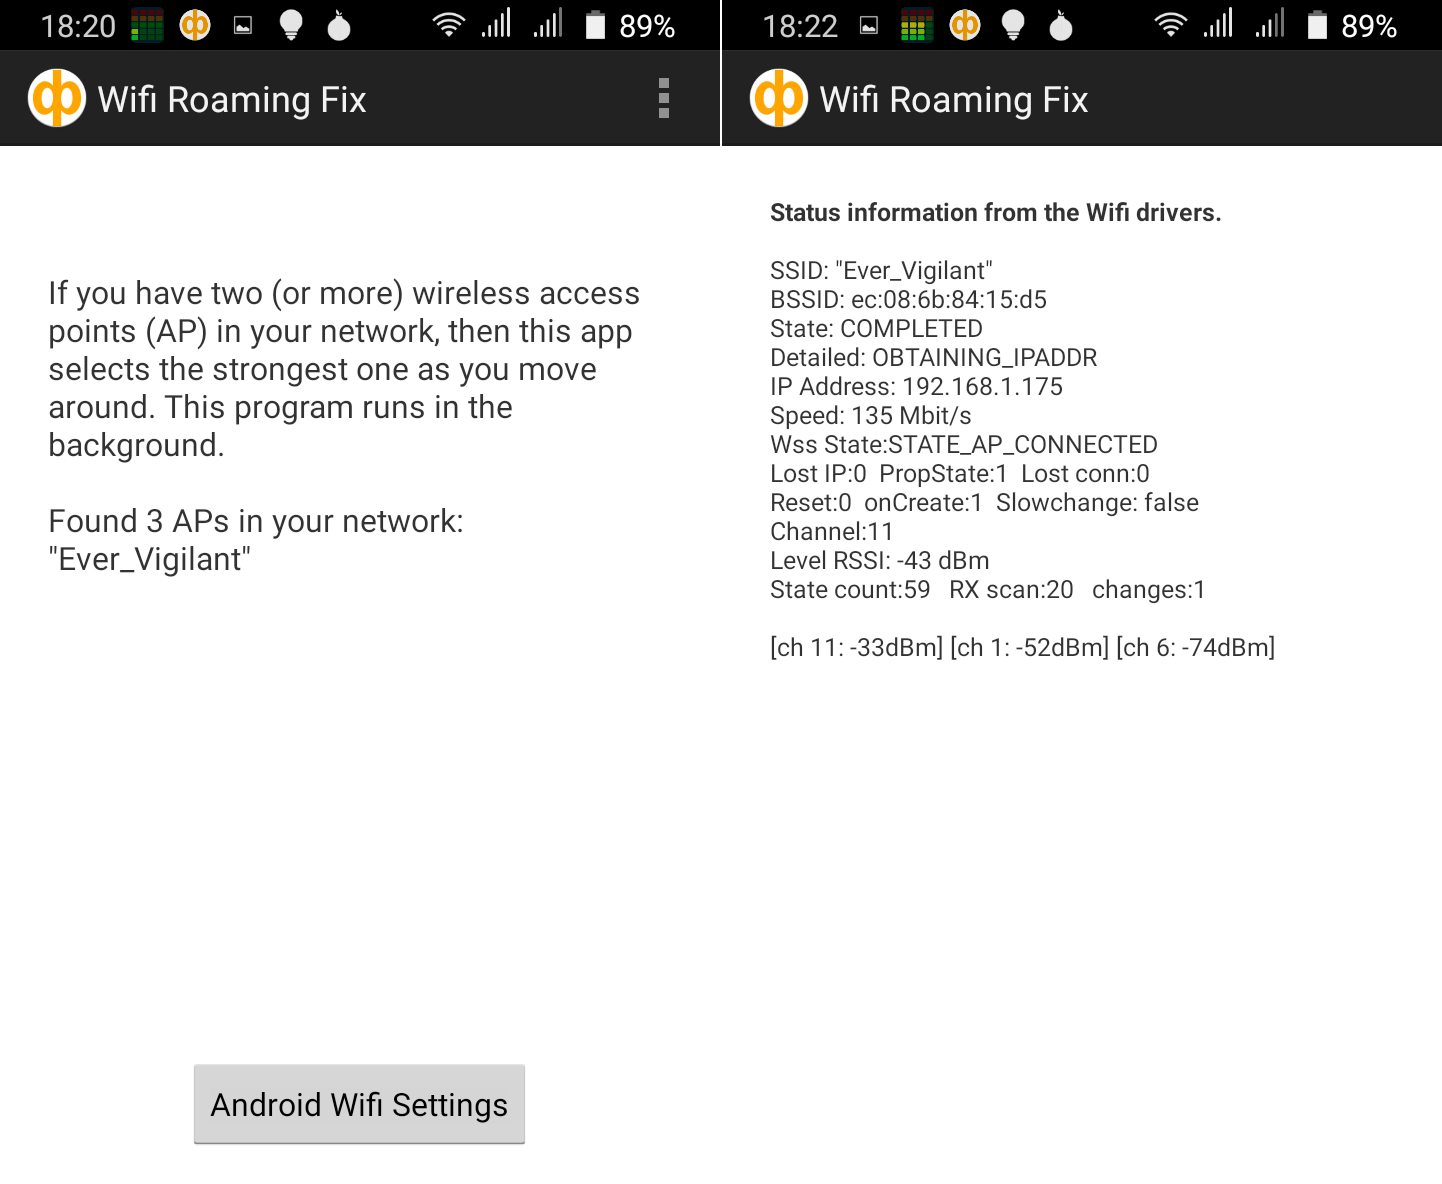 18:20 89%
Wifi Roaming Fix
If you have two (or more) wireless access
points (AP) in your network, then this app
selects the strongest one as you move
around. This program runs in the
background.
Found 3 APs in your network:
"Ever_Vigilant"
Android Wifi Settings
18:22 89%
Wifi Roaming Fix
Status information from the Wifi drivers.
SSID: "Ever_Vigilant"
BSSID: ec:08:6b:84:15:d5
State: COMPLETED
Detailed: OBTAINING_IPADDR
IP Address: 192.168.1.175
Speed: 135 Mbit/s
Wss State:STATE_AP_CONNECTED
Lost IP:0  PropState:1  Lost conn:0
Reset:0  onCreate:1  Slowchange: false
Channel:11
Level RSSI: -43 dBm
State count:59   RX scan:20   changes:1
[ch 11: -33dBm] [ch 1: -52dBm] [ch 6: -74dBm]